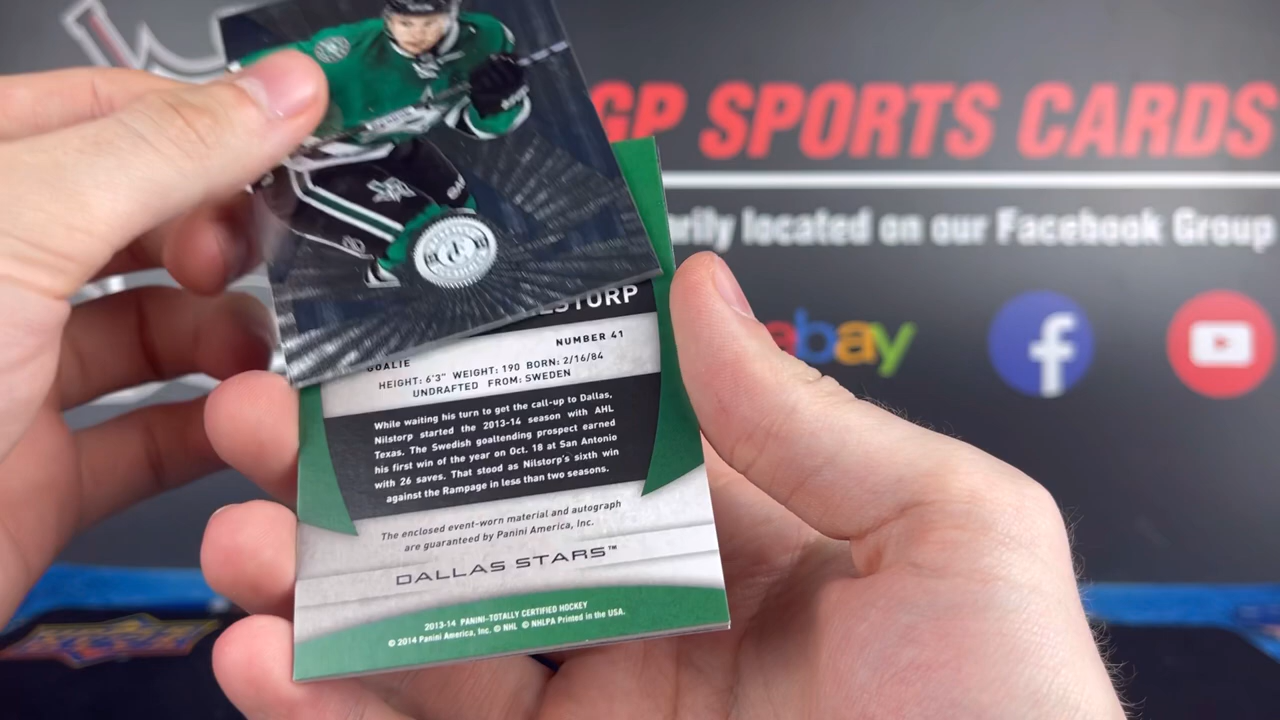 GP SPORTS CARDS
located on our Facebook Group
ebay
NUMBER 41
GOALIE
HEIGHT: 6'3" WEIGHT: 190 BORN: 2/16/84
UNDRAFTED FROM: SWEDEN
While waiting his turn to get the call-up to Dallas,
Nilstorp started the 2013-14 season with AHL
Texas. The Swedish goaltending prospect earned
his first win of the year on Oct. 18 at San Antonio
with 26 saves. That stood as Nilstorp's sixth win
against the Rampage in less than two seasons.
The enclosed event-worn material and autograph
are guaranteed by Panini America, Inc.
DALLAS STARS™
2013-14 PANINI-TOTALLY CERTIFIED HOCKEY
© 2014 Panini America, Inc. © NHL © NHLPA Printed in the USA.